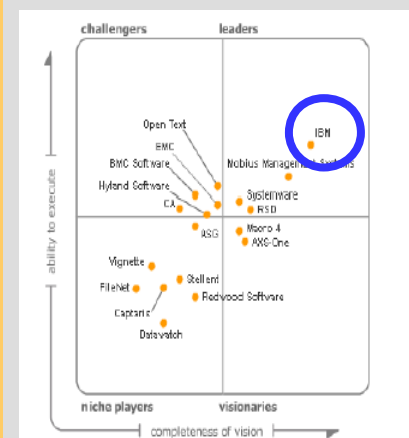 challengers
leaders
IBM
Open Text
EMC
BMC Software
Mobius Management Systems
Hyland Software
Systemware
CA
RSD
Macro 4
ASG
AXS-One
Vignette
Stellent
FileNet
Redwood Software
Captaris
Datawatch
niche players
visionaries
ability to execute
completeness of vision